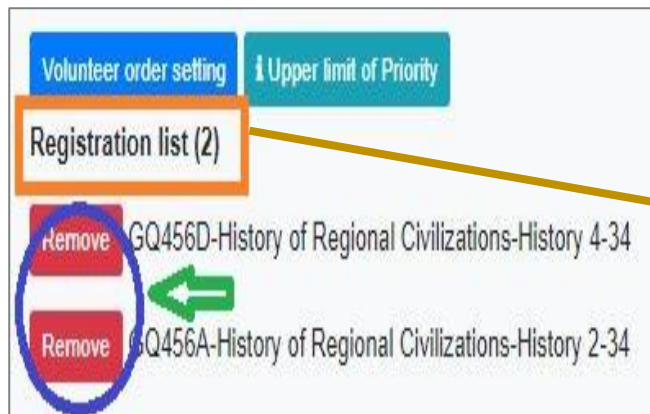 Volunteer order setting ℹ Upper limit of Priority
Registration list (2)
Remove GQ456D-History of Regional Civilizations-History 4-34
Remove GQ456A-History of Regional Civilizations-History 2-34